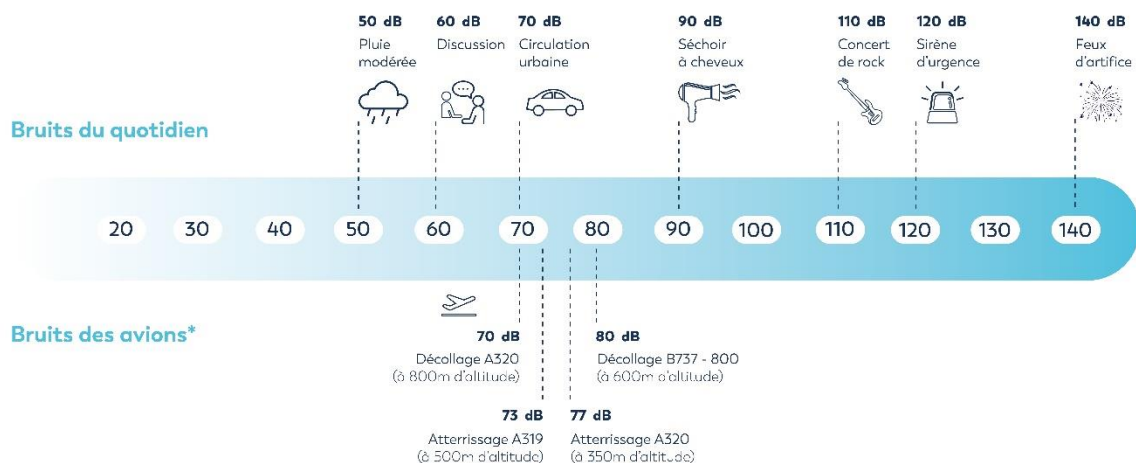 50 dB
Pluie
modérée
60 dB
Discussion
70 dB
Circulation
urbaine
90 dB
Séchoir
à cheveux
110 dB
Concert
de rock
120 dB
Sirène
d'urgence
140 dB
Feux
d'artifice
Bruits du quotidien
20 30 40 50 60 70 80 90 100 110 120 130 140
Bruits des avions*
70 dB
Décollage A320
(à 800m d'altitude)
80 dB
Décollage B737 - 800
(à 600m d'altitude)
73 dB
Atterrissage A319
(à 500m d'altitude)
77 dB
Atterrissage A320
(à 350m d'altitude)